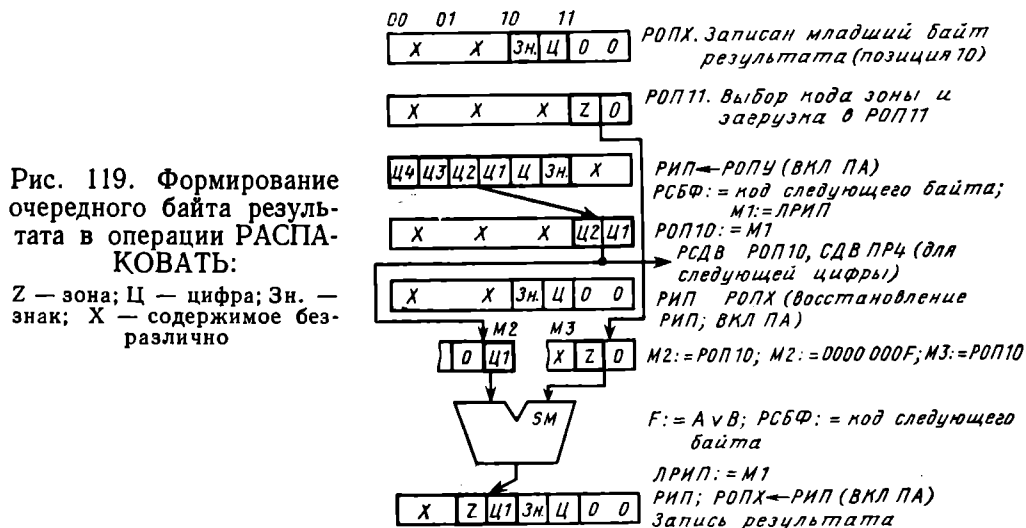 00 01 10 11
X X Зн. Ц 0 0
РОПХ. Записан младший байт
результата (позиция 10)
X X X Z 0
РОП11. Выбор кода зоны и
загрузка в РОП11
Ц4 Ц3 Ц2 Ц1 Ц Зн. X
РИП←РОПУ (ВКЛ ПА)
РСБФ:= код следующего байта;
М1:=ЛРИП
X X X Ц2 Ц1
РОП10:= М1
РСДВ РОП10, СДВ ПР4 (для
следующей цифры)
X X Зн. Ц 0 0
РИП РОПХ (восстановление
РИП; ВКЛ ПА)
М2 М3
0 Ц1 X Z 0
М2:=РОП10; М2:=0000 000F; М3:=РОП10
SM
F:= A ∨ B; РСБФ:= код следующего
байта
ЛРИП:=М1
РИП; РОПХ←РИП (ВКЛ ПА)
X Z Ц1 Зн. Ц 0 0
Запись результата
Рис. 119. Формирование
очередного байта резуль-
тата в операции РАСПА-
КОВАТЬ:
Z — зона; Ц — цифра; Зн. —
знак; X — содержимое без-
различно